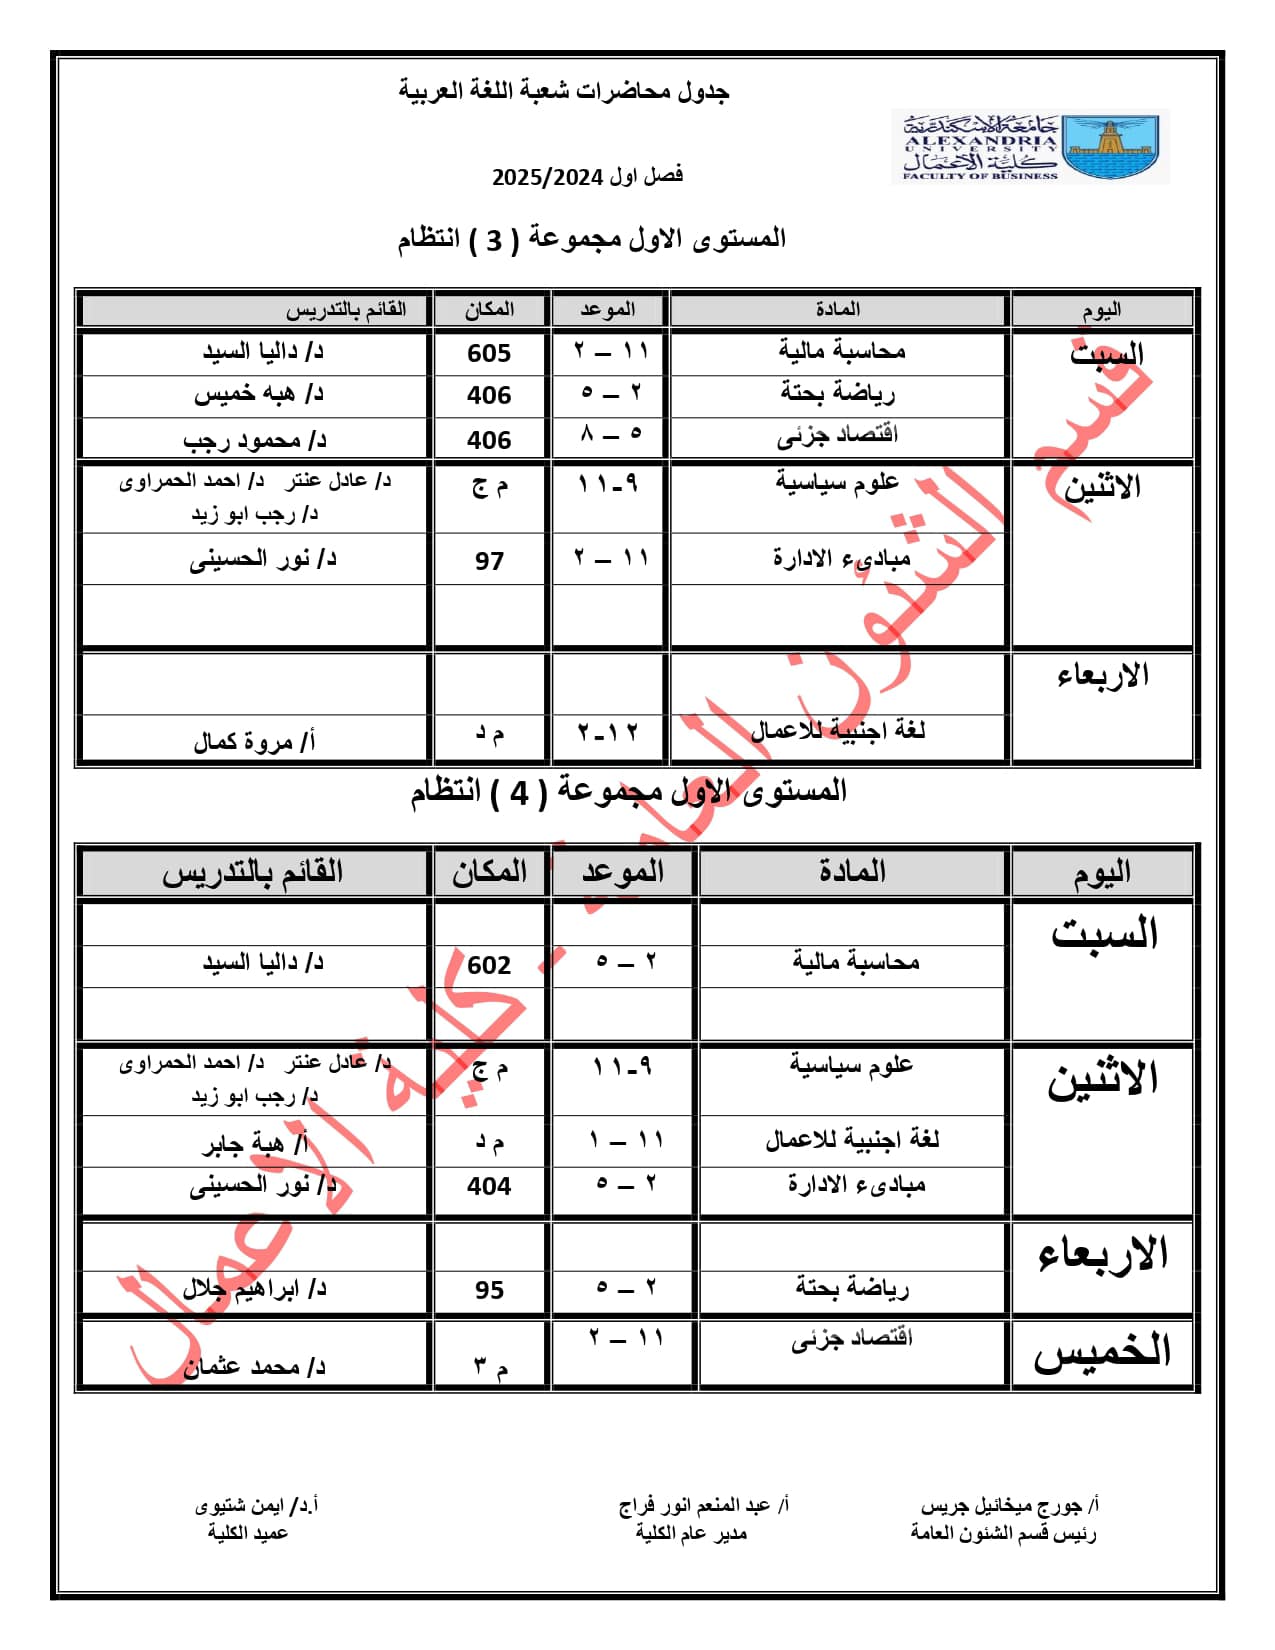 جدول محاضرات شعبة اللغة العربية
جامعة الاسكندرية
ALEXANDRIA
UNIVERSITY
كلية الأعمال
FACULTY OF BUSINESS
فصل اول 2025/2024
المستوى الاول مجموعة ( 3 ) انتظام
اليوم المادة الموعد المكان القائم بالتدريس
السبت محاسبة مالية ١١ – ٢ 605 د/ داليا السيد
رياضة بحتة ٢ – ٥ 406 د/ هبه خميس
اقتصاد جزئى ٥ – ٨ 406 د/ محمود رجب
الاثنين علوم سياسية ٩-١١ م ج د/ عادل عنتر د/ احمد الحمراوى
د/ رجب ابو زيد
مبادىء الادارة ١١ – ٢ 97 د/ نور الحسينى
الاربعاء
لغة اجنبية للاعمال ١٢-٢ م د أ/ مروة كمال
المستوى الاول مجموعة ( 4 ) انتظام
اليوم المادة الموعد المكان القائم بالتدريس
السبت
محاسبة مالية ٢ – ٥ 602 د/ داليا السيد
الاثنين علوم سياسية ٩-١١ م ج د/ عادل عنتر د/ احمد الحمراوى
د/ رجب ابو زيد
لغة اجنبية للاعمال ١١ – ١ م د أ/ هبة جابر
مبادىء الادارة ٢ – ٥ 404 د/ نور الحسينى
الاربعاء
رياضة بحتة ٢ – ٥ 95 د/ ابراهيم جلال
الخميس اقتصاد جزئى ١١ – ٢ م ٣ د/ محمد عثمان
قسم الشئون العامة - كلية الاعمال
أ/ جورج ميخائيل جريس أ/ عبد المنعم انور فراج أ.د/ ايمن شتيوى
رئيس قسم الشئون العامة مدير عام الكلية عميد الكلية